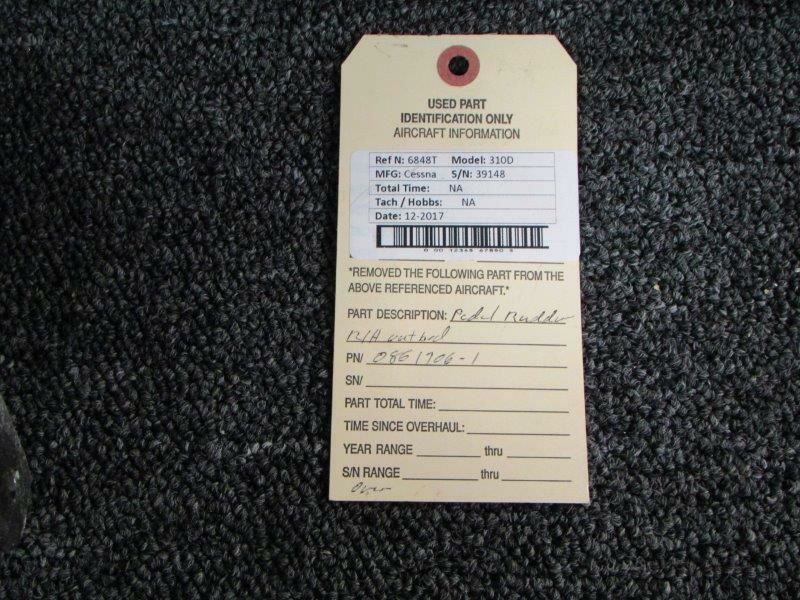 USED PART
IDENTIFICATION ONLY
AIRCRAFT INFORMATION
Ref N: 6848T Model: 310D
MFG: Cessna S/N: 39148
Total Time: NA
Tach / Hobbs: NA
Date: 12-2017
*REMOVED THE FOLLOWING PART FROM THE
ABOVE REFERENCED AIRCRAFT.*
PART DESCRIPTION: Pedal Rudder
R/H outbd
PN/ 0861706-1
SN/
PART TOTAL TIME:
TIME SINCE OVERHAUL:
YEAR RANGE thru
S/N RANGE thru
Over